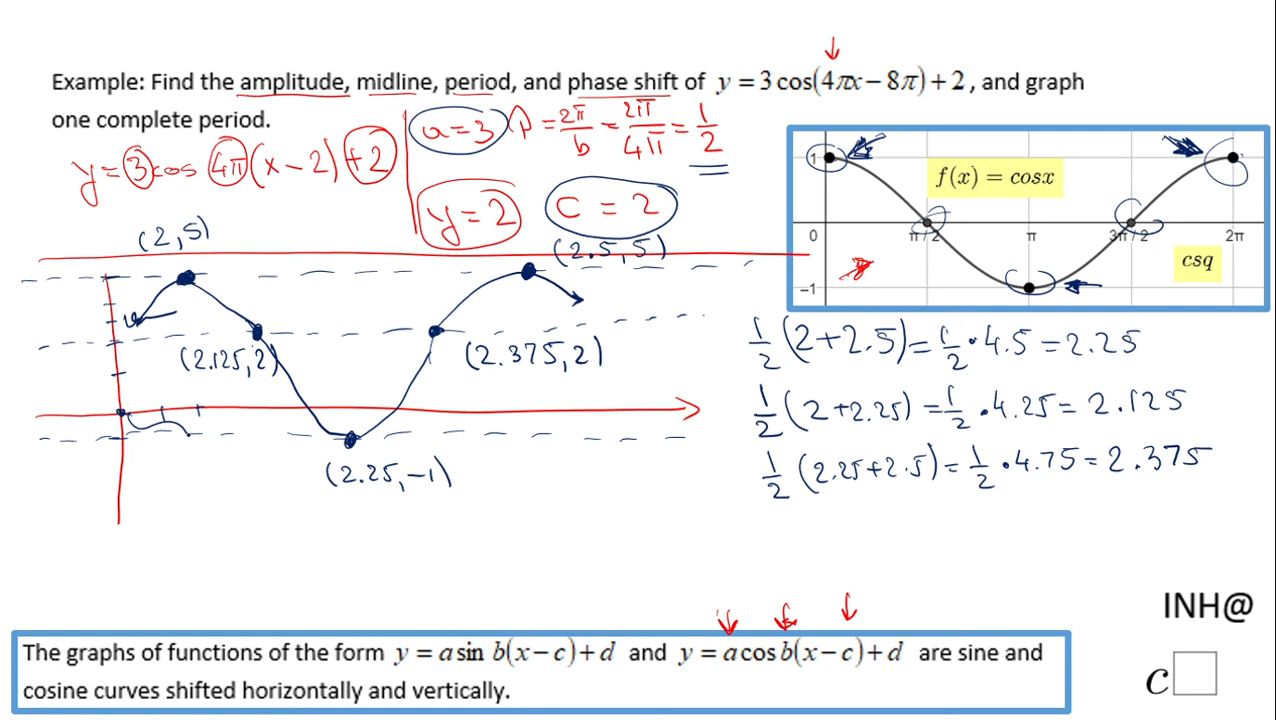 Example: Find the amplitude, midline, period, and phase shift of y = 3 cos(4πx − 8π) + 2, and graph
one complete period.
y = 3 cos 4π(x − 2) + 2
a = 3
P = 2π/b = 2π/4π = 1/2
y = 2
c = 2
1
f(x) = cosx
0
π/2
π
3π/2
2π
−1
csq
(2, 5)
(2.5, 5)
(2.125, 2)
(2.375, 2)
(2.25, −1)
1/2 (2 + 2.5) = 1/2 · 4.5 = 2.25
1/2 (2 + 2.25) = 1/2 · 4.25 = 2.125
1/2 (2.25 + 2.5) = 1/2 · 4.75 = 2.375
INH@
The graphs of functions of the form y = a sin b(x − c) + d and y = a cos b(x − c) + d are sine and
cosine curves shifted horizontally and vertically.
c